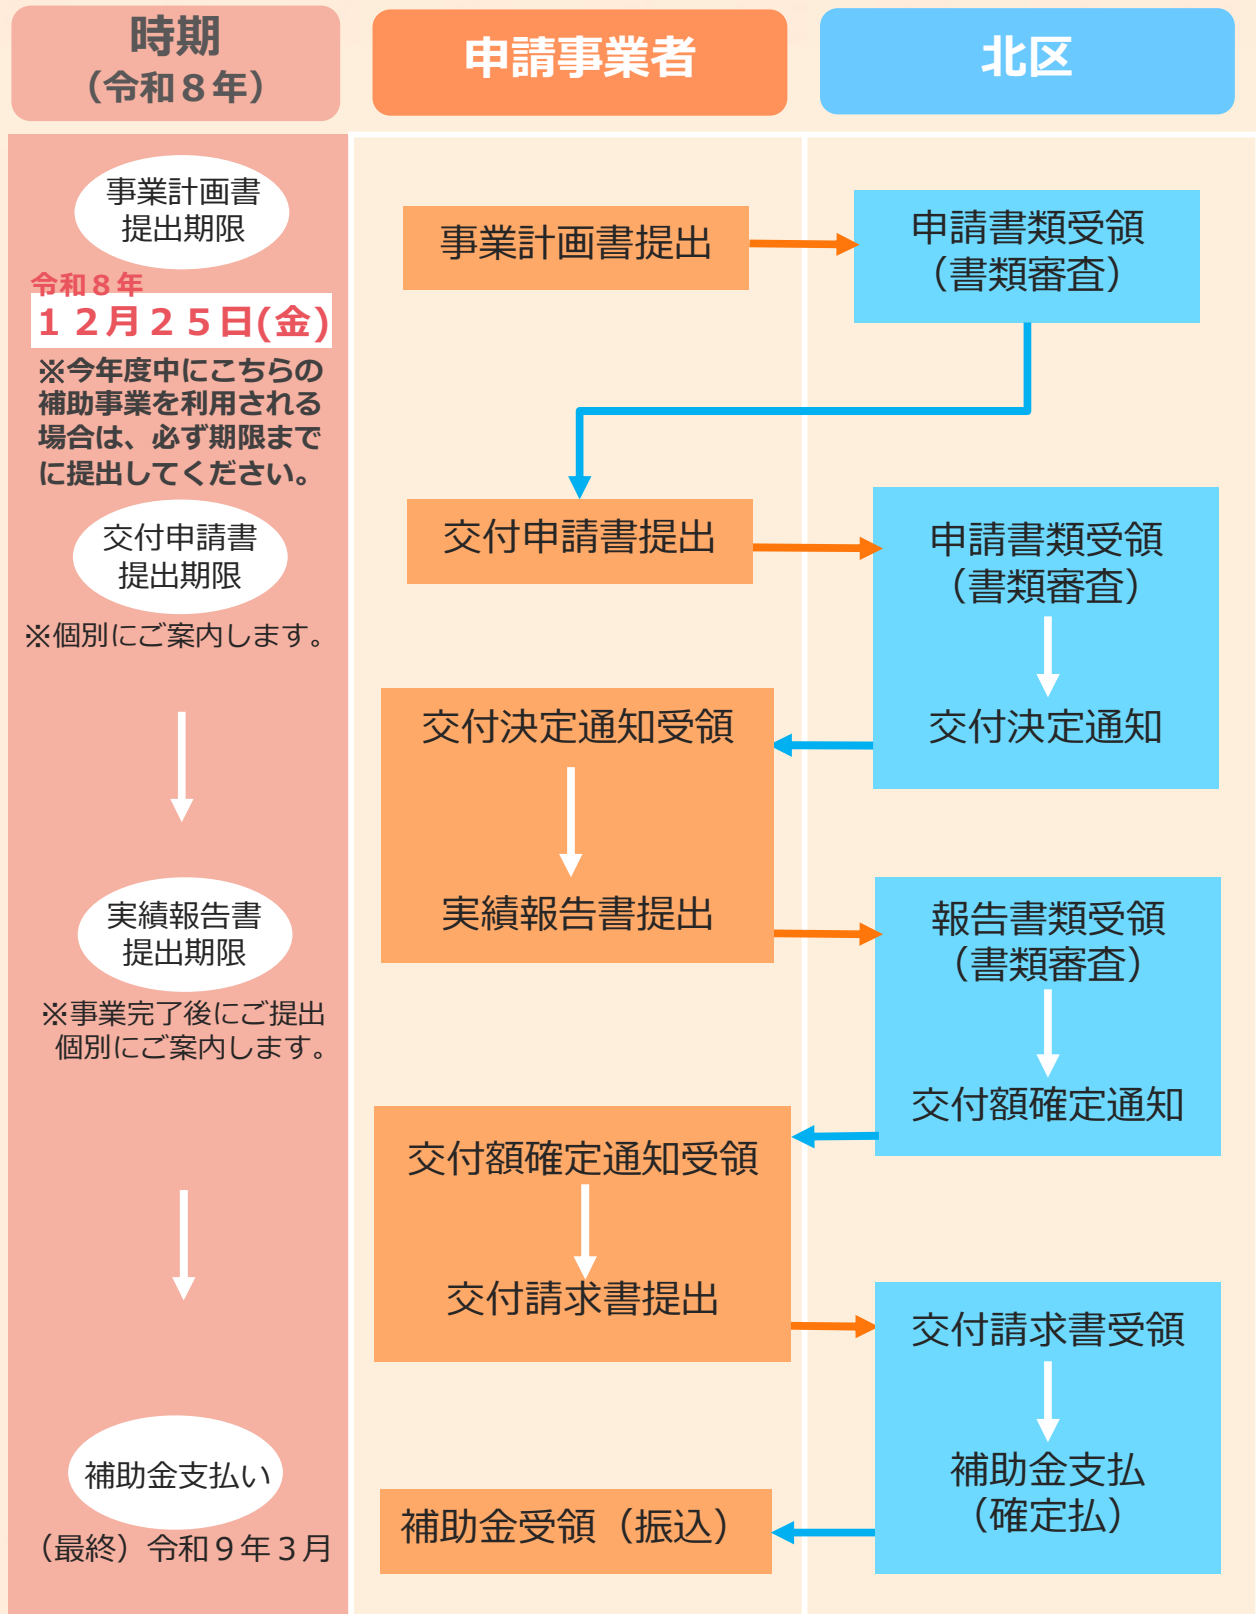 時期
（令和８年）
申請事業者
北区
事業計画書
提出期限
令和８年
１２月２５日(金)
※今年度中にこちらの
補助事業を利用される
場合は、必ず期限まで
に提出してください。
交付申請書
提出期限
※個別にご案内します。
実績報告書
提出期限
※事業完了後にご提出
個別にご案内します。
補助金支払い
（最終）令和９年３月
事業計画書提出
申請書類受領
（書類審査）
交付申請書提出
申請書類受領
（書類審査）
交付決定通知
交付決定通知受領
実績報告書提出
報告書類受領
（書類審査）
交付額確定通知
交付額確定通知受領
交付請求書提出
交付請求書受領
補助金支払
（確定払）
補助金受領（振込）